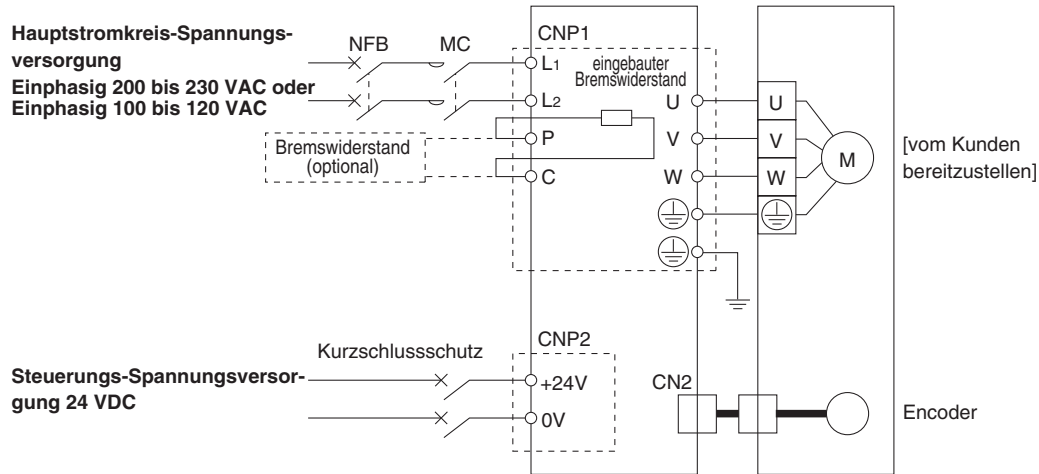 Hauptstromkreis-Spannungs-
versorgung
Einphasig 200 bis 230 VAC oder
Einphasig 100 bis 120 VAC
NFB
MC
CNP1
L1
L2
P
C
eingebauter
Bremswiderstand
U
V
W
Bremswiderstand
(optional)
U
V
W
M
[vom Kunden
bereitzustellen]
Kurzschlussschutz
Steuerungs-Spannungsversor-
gung 24 VDC
CNP2
+24V
0V
CN2
Encoder